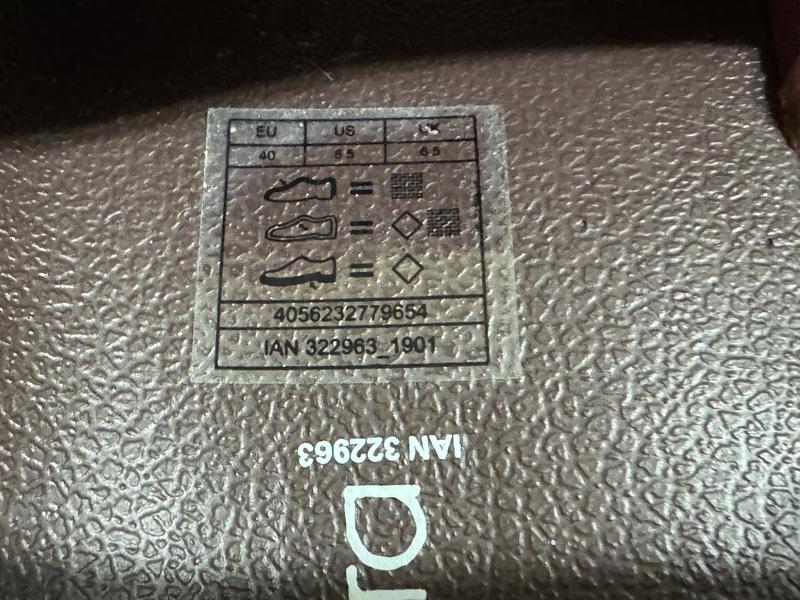 EU US UK
40 6.5 6.5
=
=
=
4056232779654
IAN 322963_1901
IAN 322963